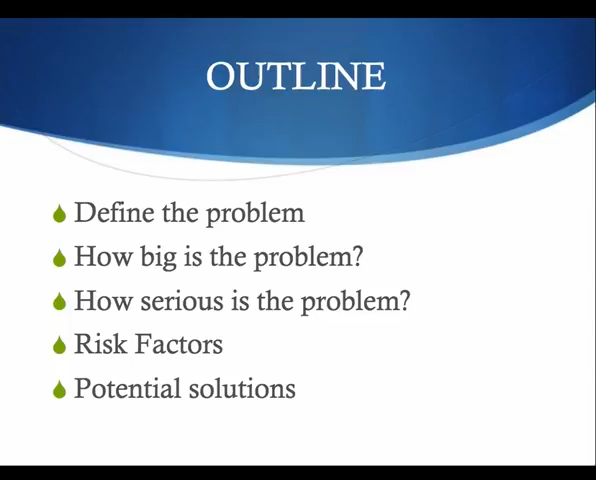 OUTLINE
Define the problem
How big is the problem?
How serious is the problem?
Risk Factors
Potential solutions